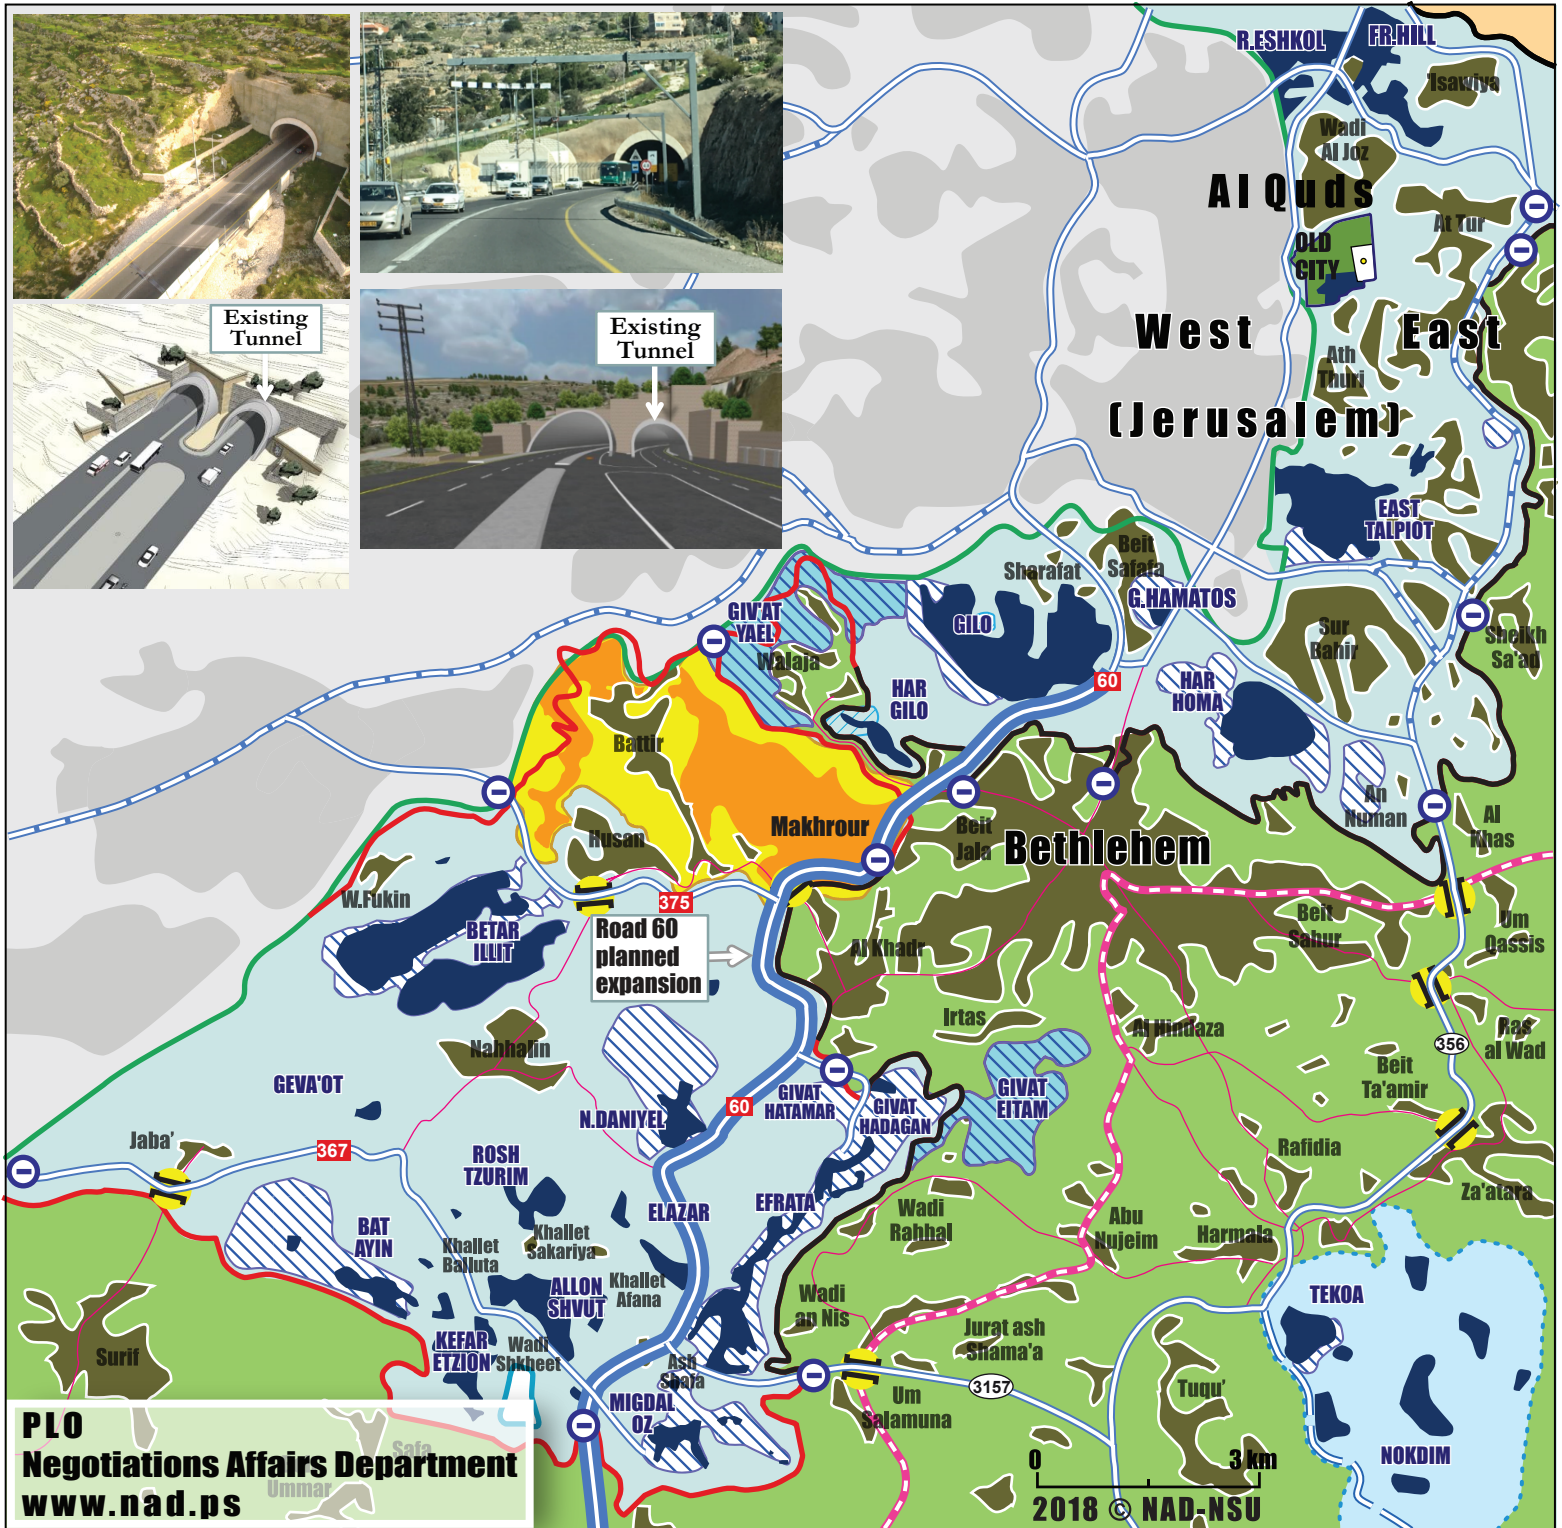 Existing
Tunnel
Existing
Tunnel
R.ESHKOL
FR.HILL
'Isawiya
Wadi
Al Joz
Al Quds
At Tur
OLD
CITY
West
East
Ath
Thuri
(Jerusalem)
EAST
TALPIOT
Beit
Safafa
Sharafat
G.HAMATOS
GIV'AT
YAEL
GILO
Sur
Bahir
Sheikh
Sa'ad
Walaja
HAR
GILO
60
HAR
HOMA
Battir
An
Numan
Al
Khas
Makhrour
Beit
Jala
Bethlehem
Husan
W.Fukin
375
BETAR
ILLIT
Road 60
planned
expansion
Al Khadr
Beit
Sahur
Um
Qassis
Irtas
Al Hindaza
Ras
al Wad
356
Nahhalin
Beit
Ta'amir
GEVA'OT
GIVAT
HATAMAR
GIVAT
HADAGAN
GIVAT
EITAM
60
N.DANIYEL
Jaba'
367
Rafidia
ROSH
TZURIM
Za'atara
ELAZAR
EFRATA
Wadi
Rahhal
Abu
Nujeim
Harmala
BAT
AYIN
Khallet
Sakariya
Khallet
Balluta
Khallet
Afana
ALLON
SHVUT
Wadi
an Nis
TEKOA
Surif
KEFAR
ETZION
Wadi
Shkheet
Ash
Shafa
Jurat ash
Shama'a
3157
Tuqu'
MIGDAL
OZ
Um
Salamuna
NOKDIM
Safa
Ummar
PLO
Negotiations Affairs Department
www.nad.ps
0 3 km
2018 © NAD-NSU